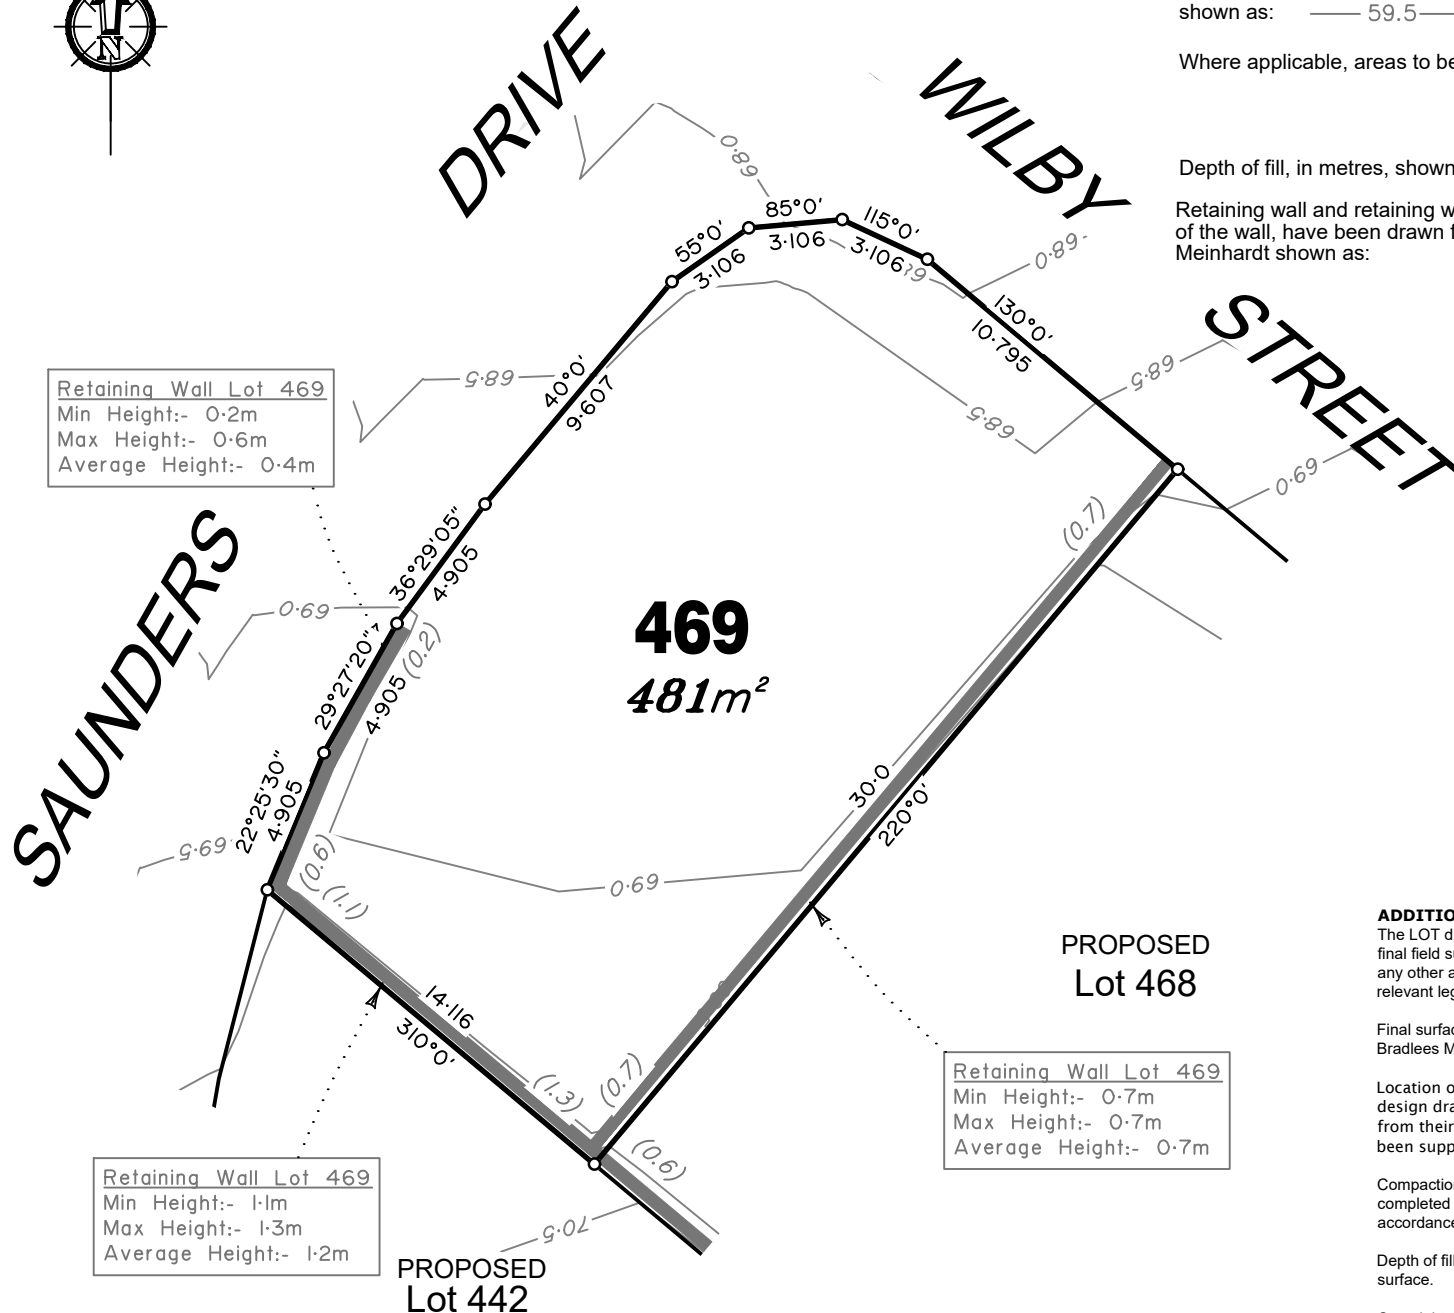 N
shown as: 59.5
Where applicable, areas to be
Depth of fill, in metres, shown
Retaining wall and retaining w
of the wall, have been drawn f
Meinhardt shown as:
DRIVE
WILBY
STREET
SAUNDERS
68·0
85°0'
3·106
115°0'
3·106
55°0'
3·106
68·0
130°0'
10·795
68·5
68·5
68·5
40°0'
9·607
69·0
Retaining Wall Lot 469
Min Height:- 0·2m
Max Height:- 0·6m
Average Height:- 0·4m
36°29'05"
4·905
(0.7)
69·0
469
481m²
29°27'20"
4·905
(0.2)
22°25'30"
4·905
69·5
(0.6)
(1.1)
69·0
30·0
220°0'
PROPOSED
Lot 468
14·116
310°0'
(1.3)
(0.7)
(0.6)
70·5
Retaining Wall Lot 469
Min Height:- 0·7m
Max Height:- 0·7m
Average Height:- 0·7m
Retaining Wall Lot 469
Min Height:- 1·1m
Max Height:- 1·3m
Average Height:- 1·2m
PROPOSED
Lot 442
ADDITIO
The LOT d
final field su
any other a
relevant leg
Final surfac
Bradlees M
Location o
design dra
from their
been supp
Compaction
completed
accordance
Depth of fill
surface.